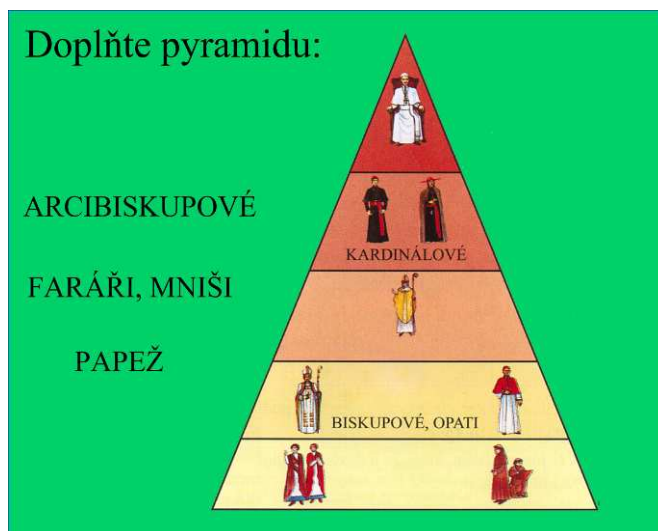 Doplňte pyramidu:
ARCIBISKUPOVÉ
KARDINÁLOVÉ
FARÁŘI, MNIŠI
PAPEŽ
BISKUPOVÉ, OPATI